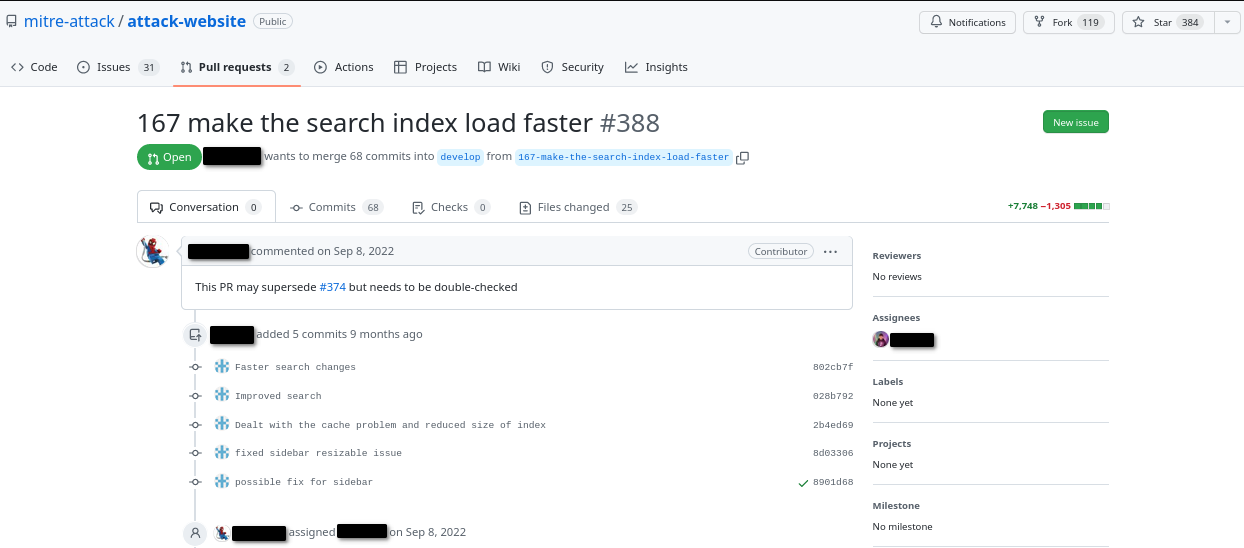 mitre-attack / attack-website Public
Notifications Fork 119 Star 384
Code Issues 31 Pull requests 2 Actions Projects Wiki Security Insights
167 make the search index load faster #388
New issue
Open wants to merge 68 commits into develop from 167-make-the-search-index-load-faster
Conversation 0 Commits 68 Checks 0 Files changed 25
+7,748 −1,305
commented on Sep 8, 2022
Contributor
This PR may supersede #374 but needs to be double-checked
added 5 commits 9 months ago
Faster search changes 802cb7f
Improved search 028b792
Dealt with the cache problem and reduced size of index 2b4ed69
fixed sidebar resizable issue 8d03306
possible fix for sidebar 8901d68
assigned on Sep 8, 2022
Reviewers
No reviews
Assignees
Labels
None yet
Projects
None yet
Milestone
No milestone